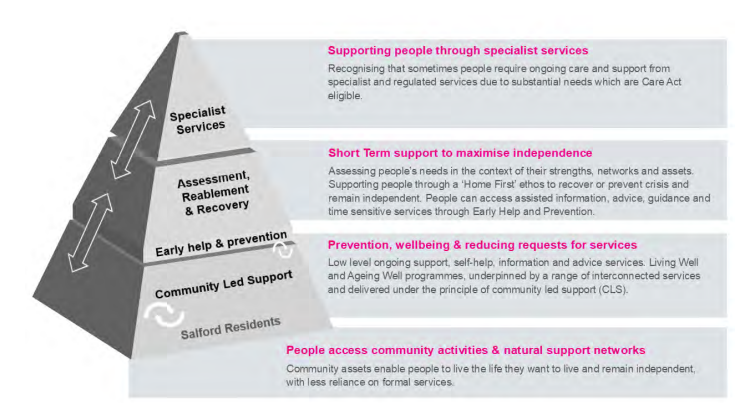 Supporting people through specialist services
Recognising that sometimes people require ongoing care and support from
specialist and regulated services due to substantial needs which are Care Act
eligible.
Specialist
Services
Short Term support to maximise independence
Assessing people's needs in the context of their strengths, networks and assets.
Supporting people through a 'Home First' ethos to recover or prevent crisis and
remain independent. People can access assisted information, advice, guidance and
time sensitive services through Early Help and Prevention.
Assessment,
Reablement
& Recovery
Early help & prevention
Prevention, wellbeing & reducing requests for services
Low level ongoing support, self-help, information and advice services. Living Well
and Ageing Well programmes, underpinned by a range of interconnected services
and delivered under the principle of community led support (CLS).
Community Led Support
Salford Residents
People access community activities & natural support networks
Community assets enable people to live the life they want to live and remain independent,
with less reliance on formal services.